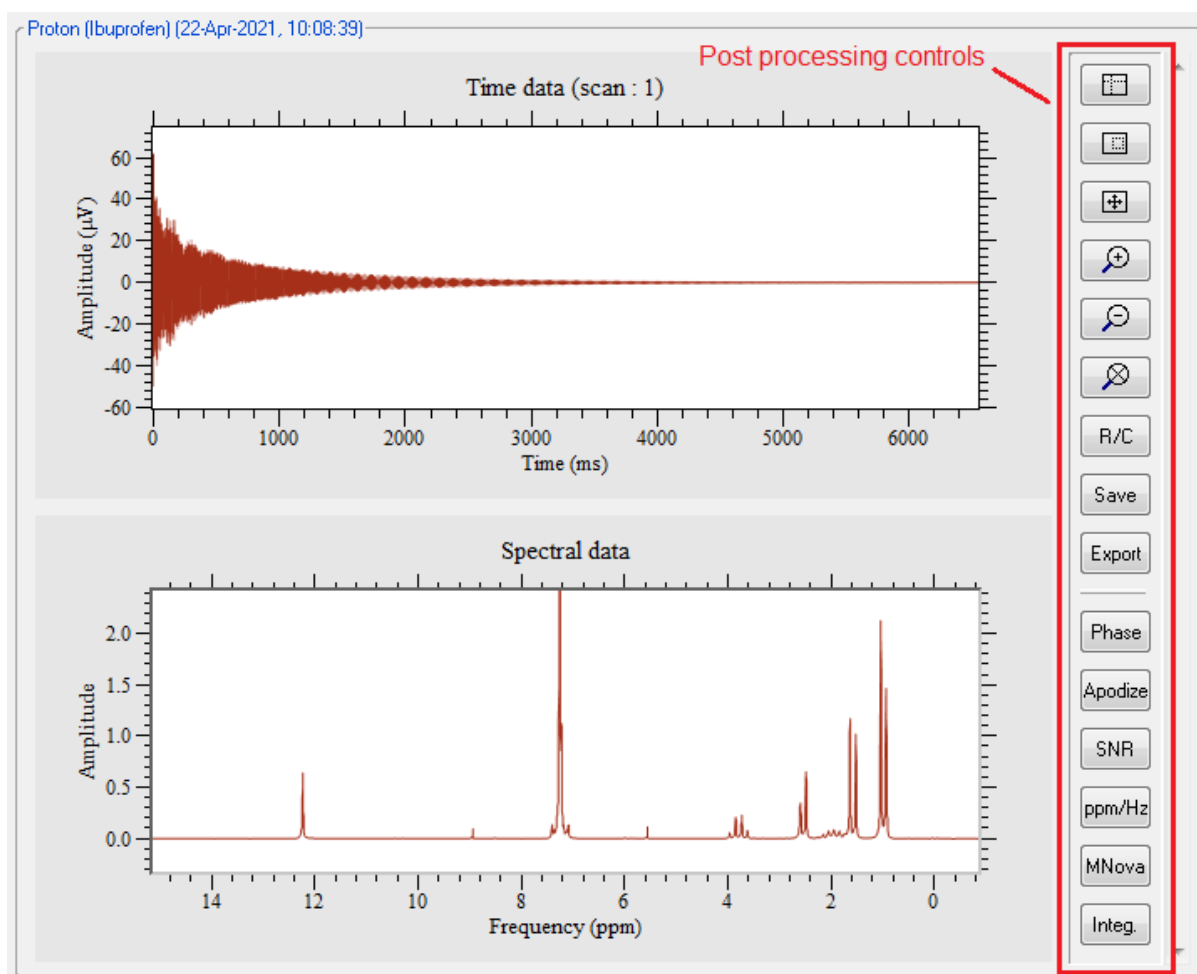 Proton (Ibuprofen) (22-Apr-2021, 10:08:39)
Post processing controls
Time data (scan : 1)
60
40
20
0
-20
-40
-60
Amplitude (µV)
0 1000 2000 3000 4000 5000 6000
Time (ms)
Spectral data
2.0
1.5
1.0
0.5
0.0
Amplitude
14 12 10 8 6 4 2 0
Frequency (ppm)
R/C
Save
Export
Phase
Apodize
SNR
ppm/Hz
MNova
Integ.